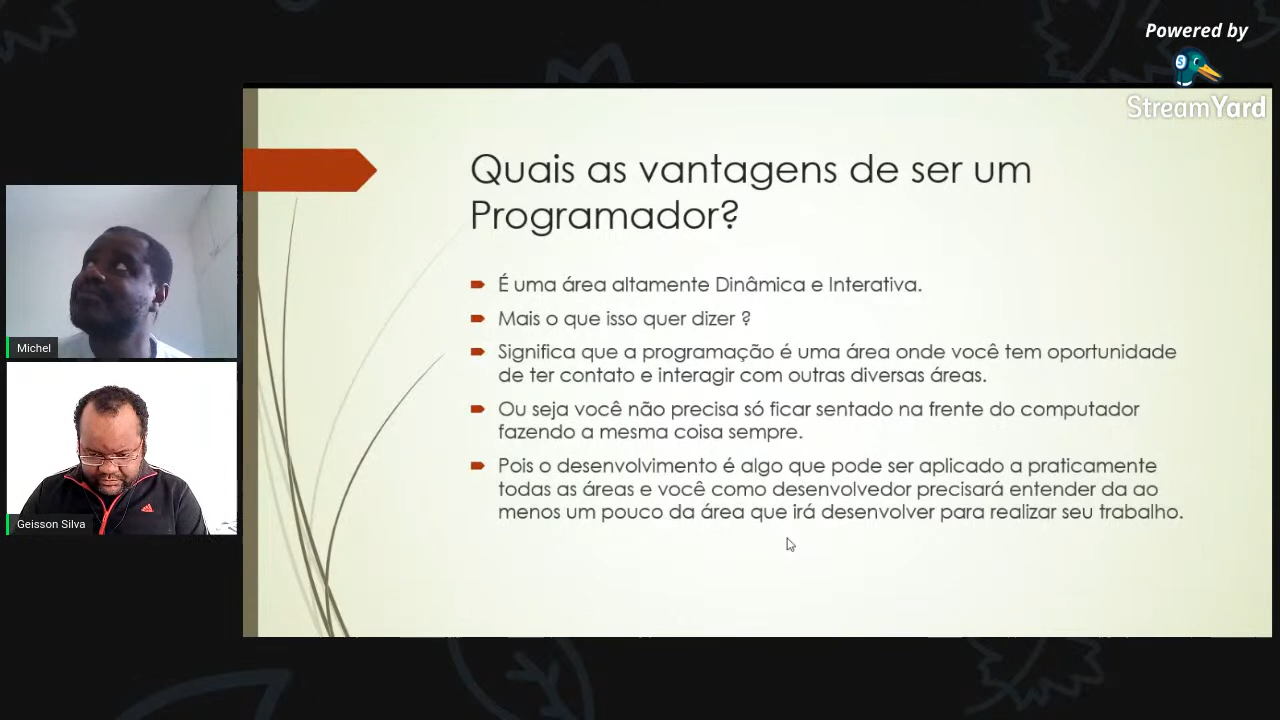 Powered by
StreamYard
Quais as vantagens de ser um
Programador?
É uma área altamente Dinâmica e Interativa.
Mais o que isso quer dizer ?
Significa que a programação é uma área onde você tem oportunidade
de ter contato e interagir com outras diversas áreas.
Ou seja você não precisa só ficar sentado na frente do computador
fazendo a mesma coisa sempre.
Pois o desenvolvimento é algo que pode ser aplicado a praticamente
todas as áreas e você como desenvolvedor precisará entender da ao
menos um pouco da área que irá desenvolver para realizar seu trabalho.
Michel
Geisson Silva